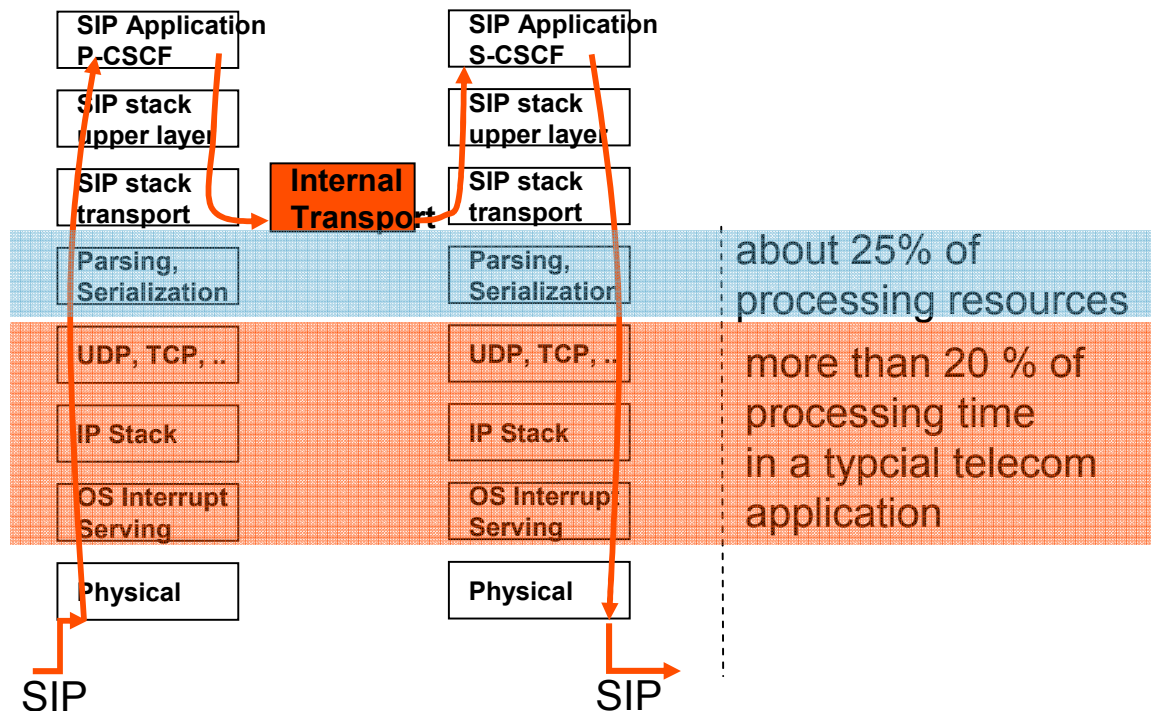 SIP Application
P-CSCF
SIP stack
upper layer
SIP stack
transport
Parsing,
Serialization
UDP, TCP, ..
IP Stack
OS Interrupt
Serving
Physical
SIP
Internal
Transport
SIP Application
S-CSCF
SIP stack
upper layer
SIP stack
transport
Parsing,
Serialization
UDP, TCP, ..
IP Stack
OS Interrupt
Serving
Physical
SIP
about 25% of
processing resources
more than 20 % of
processing time
in a typcial telecom
application